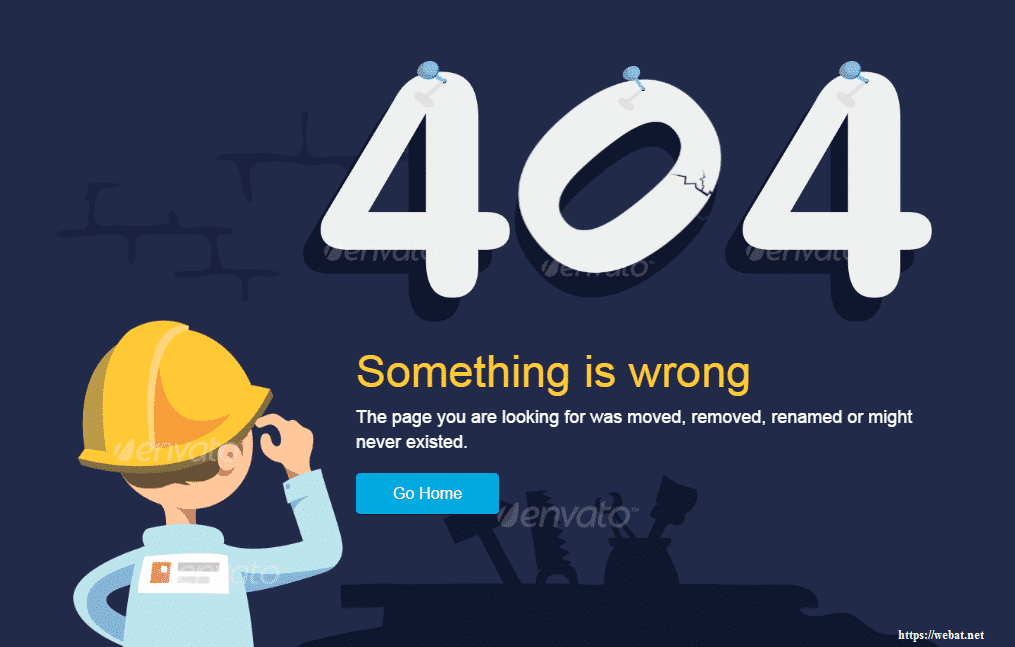 404
envato
envato
envato
Something is wrong
The page you are looking for was moved, removed, renamed or might
never existed.
envato
Go Home
envato™
envato
https://webat.net